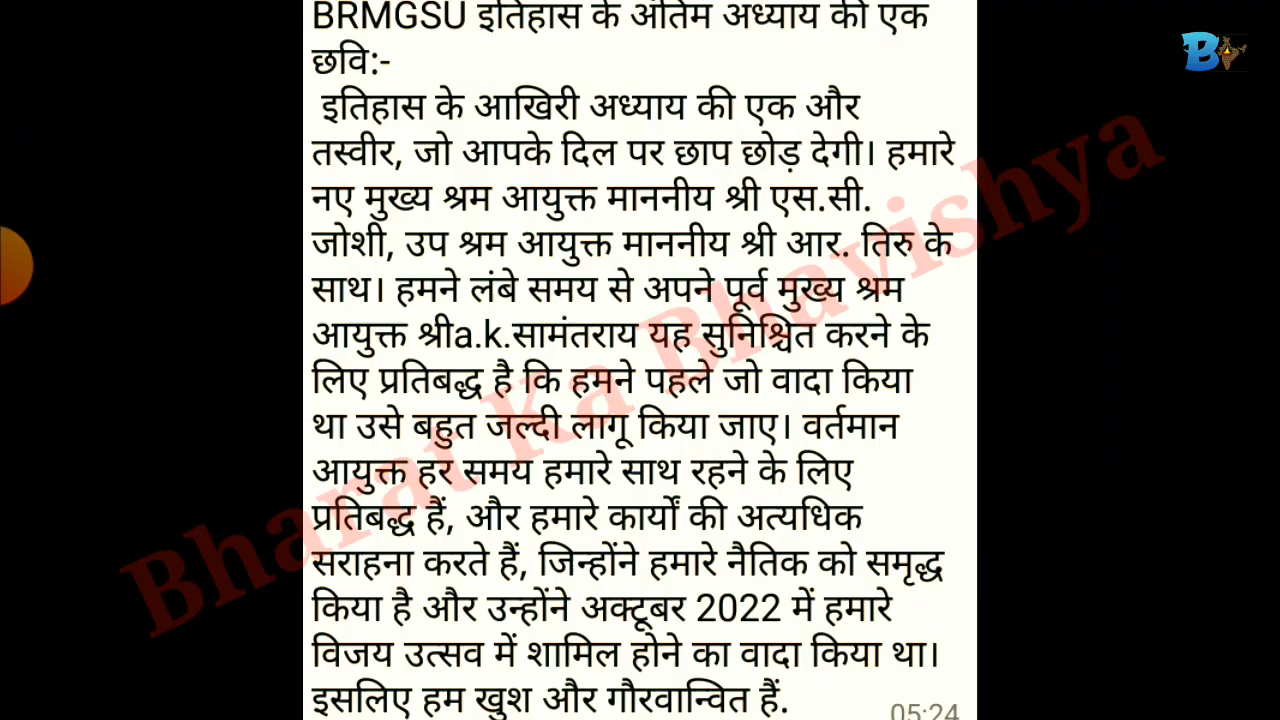 BRMGSU इतिहास के अंतिम अध्याय की एक
छवि:-
इतिहास के आखिरी अध्याय की एक और
तस्वीर, जो आपके दिल पर छाप छोड़ देगी। हमारे
नए मुख्य श्रम आयुक्त माननीय श्री एस.सी.
जोशी, उप श्रम आयुक्त माननीय श्री आर. तिरु के
साथ। हमने लंबे समय से अपने पूर्व मुख्य श्रम
आयुक्त श्रीa.k.सामंतराय यह सुनिश्चित करने के
लिए प्रतिबद्ध है कि हमने पहले जो वादा किया
था उसे बहुत जल्दी लागू किया जाए। वर्तमान
आयुक्त हर समय हमारे साथ रहने के लिए
प्रतिबद्ध हैं, और हमारे कार्यों की अत्यधिक
सराहना करते हैं, जिन्होंने हमारे नैतिक को समृद्ध
किया है और उन्होंने अक्टूबर 2022 में हमारे
विजय उत्सव में शामिल होने का वादा किया था।
इसलिए हम खुश और गौरवान्वित हैं.
05:24
Bharat Ka Bhavishya
B